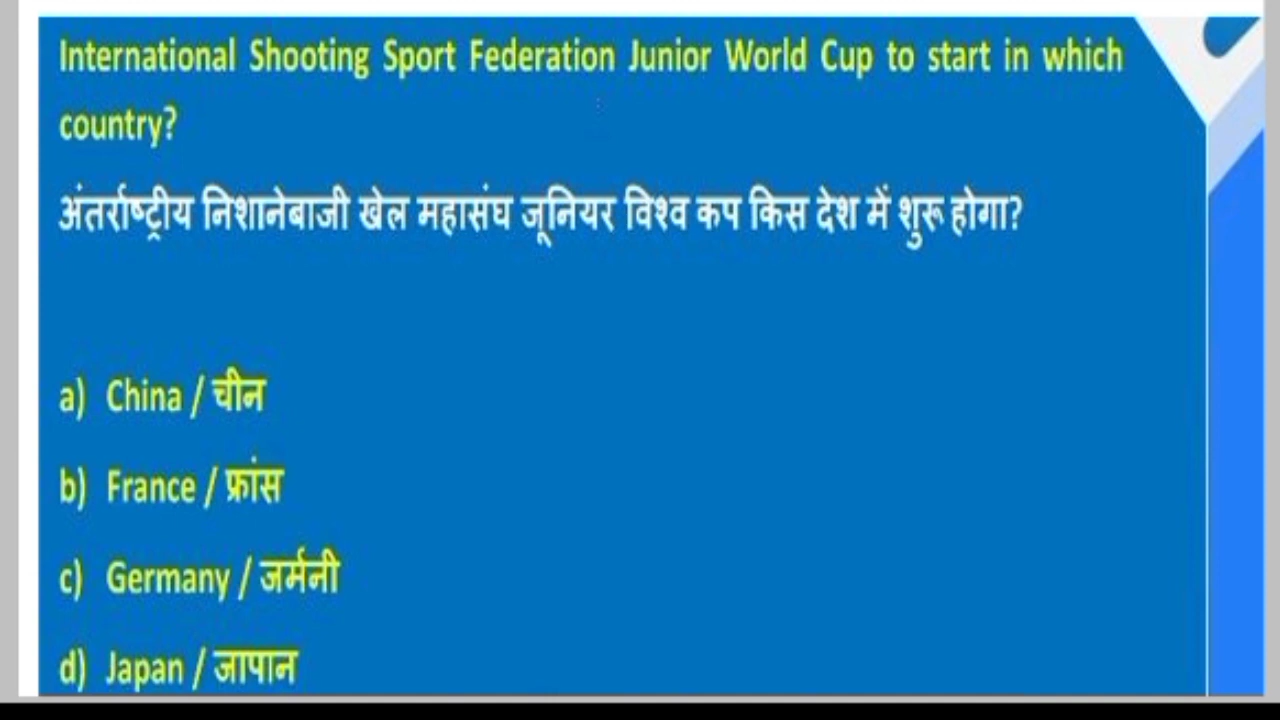 International Shooting Sport Federation Junior World Cup to start in which
country?
अंतर्राष्ट्रीय निशानेबाजी खेल महासंघ जूनियर विश्व कप किस देश में शुरू होगा?
a) China / चीन
b) France / फ्रांस
c) Germany / जर्मनी
d) Japan / जापान